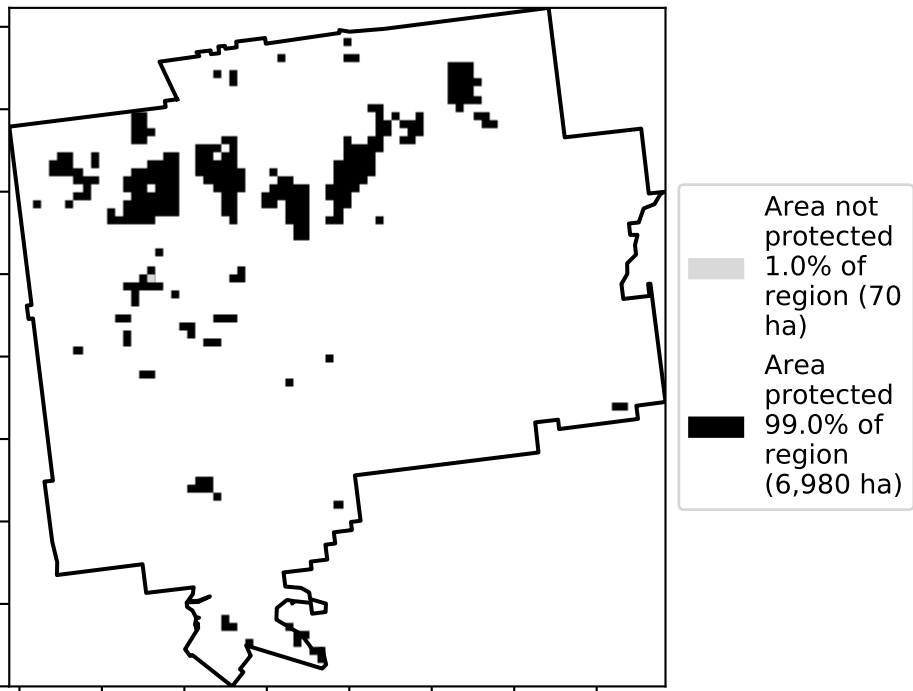 Area not
protected
1.0% of
region (70
ha)
Area
protected
99.0% of
region
(6,980 ha)